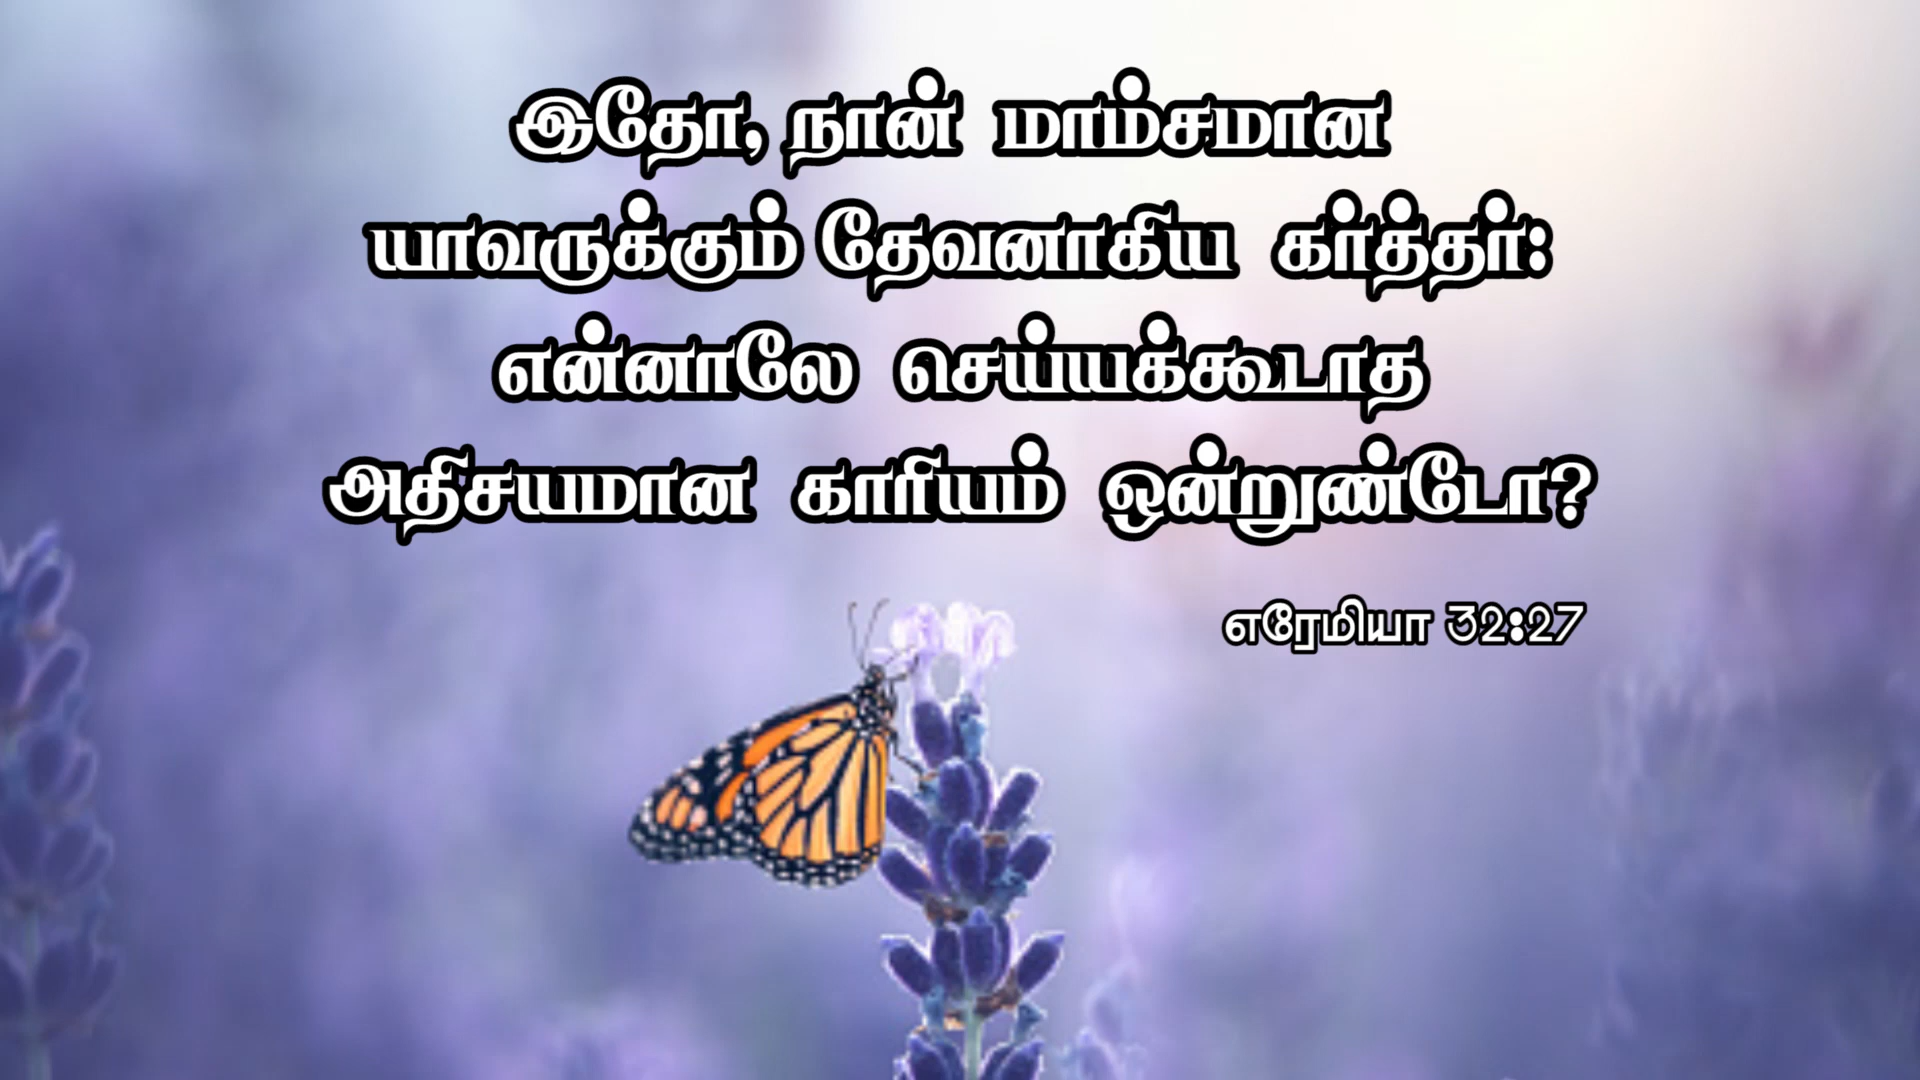 இதோ, நான் மாம்சமான
யாவருக்கும் தேவனாகிய கர்த்தர்:
என்னாலே செய்யக்கூடாத
அதிசயமான காரியம் ஒன்றுண்டோ?
எரேமியா 32:27